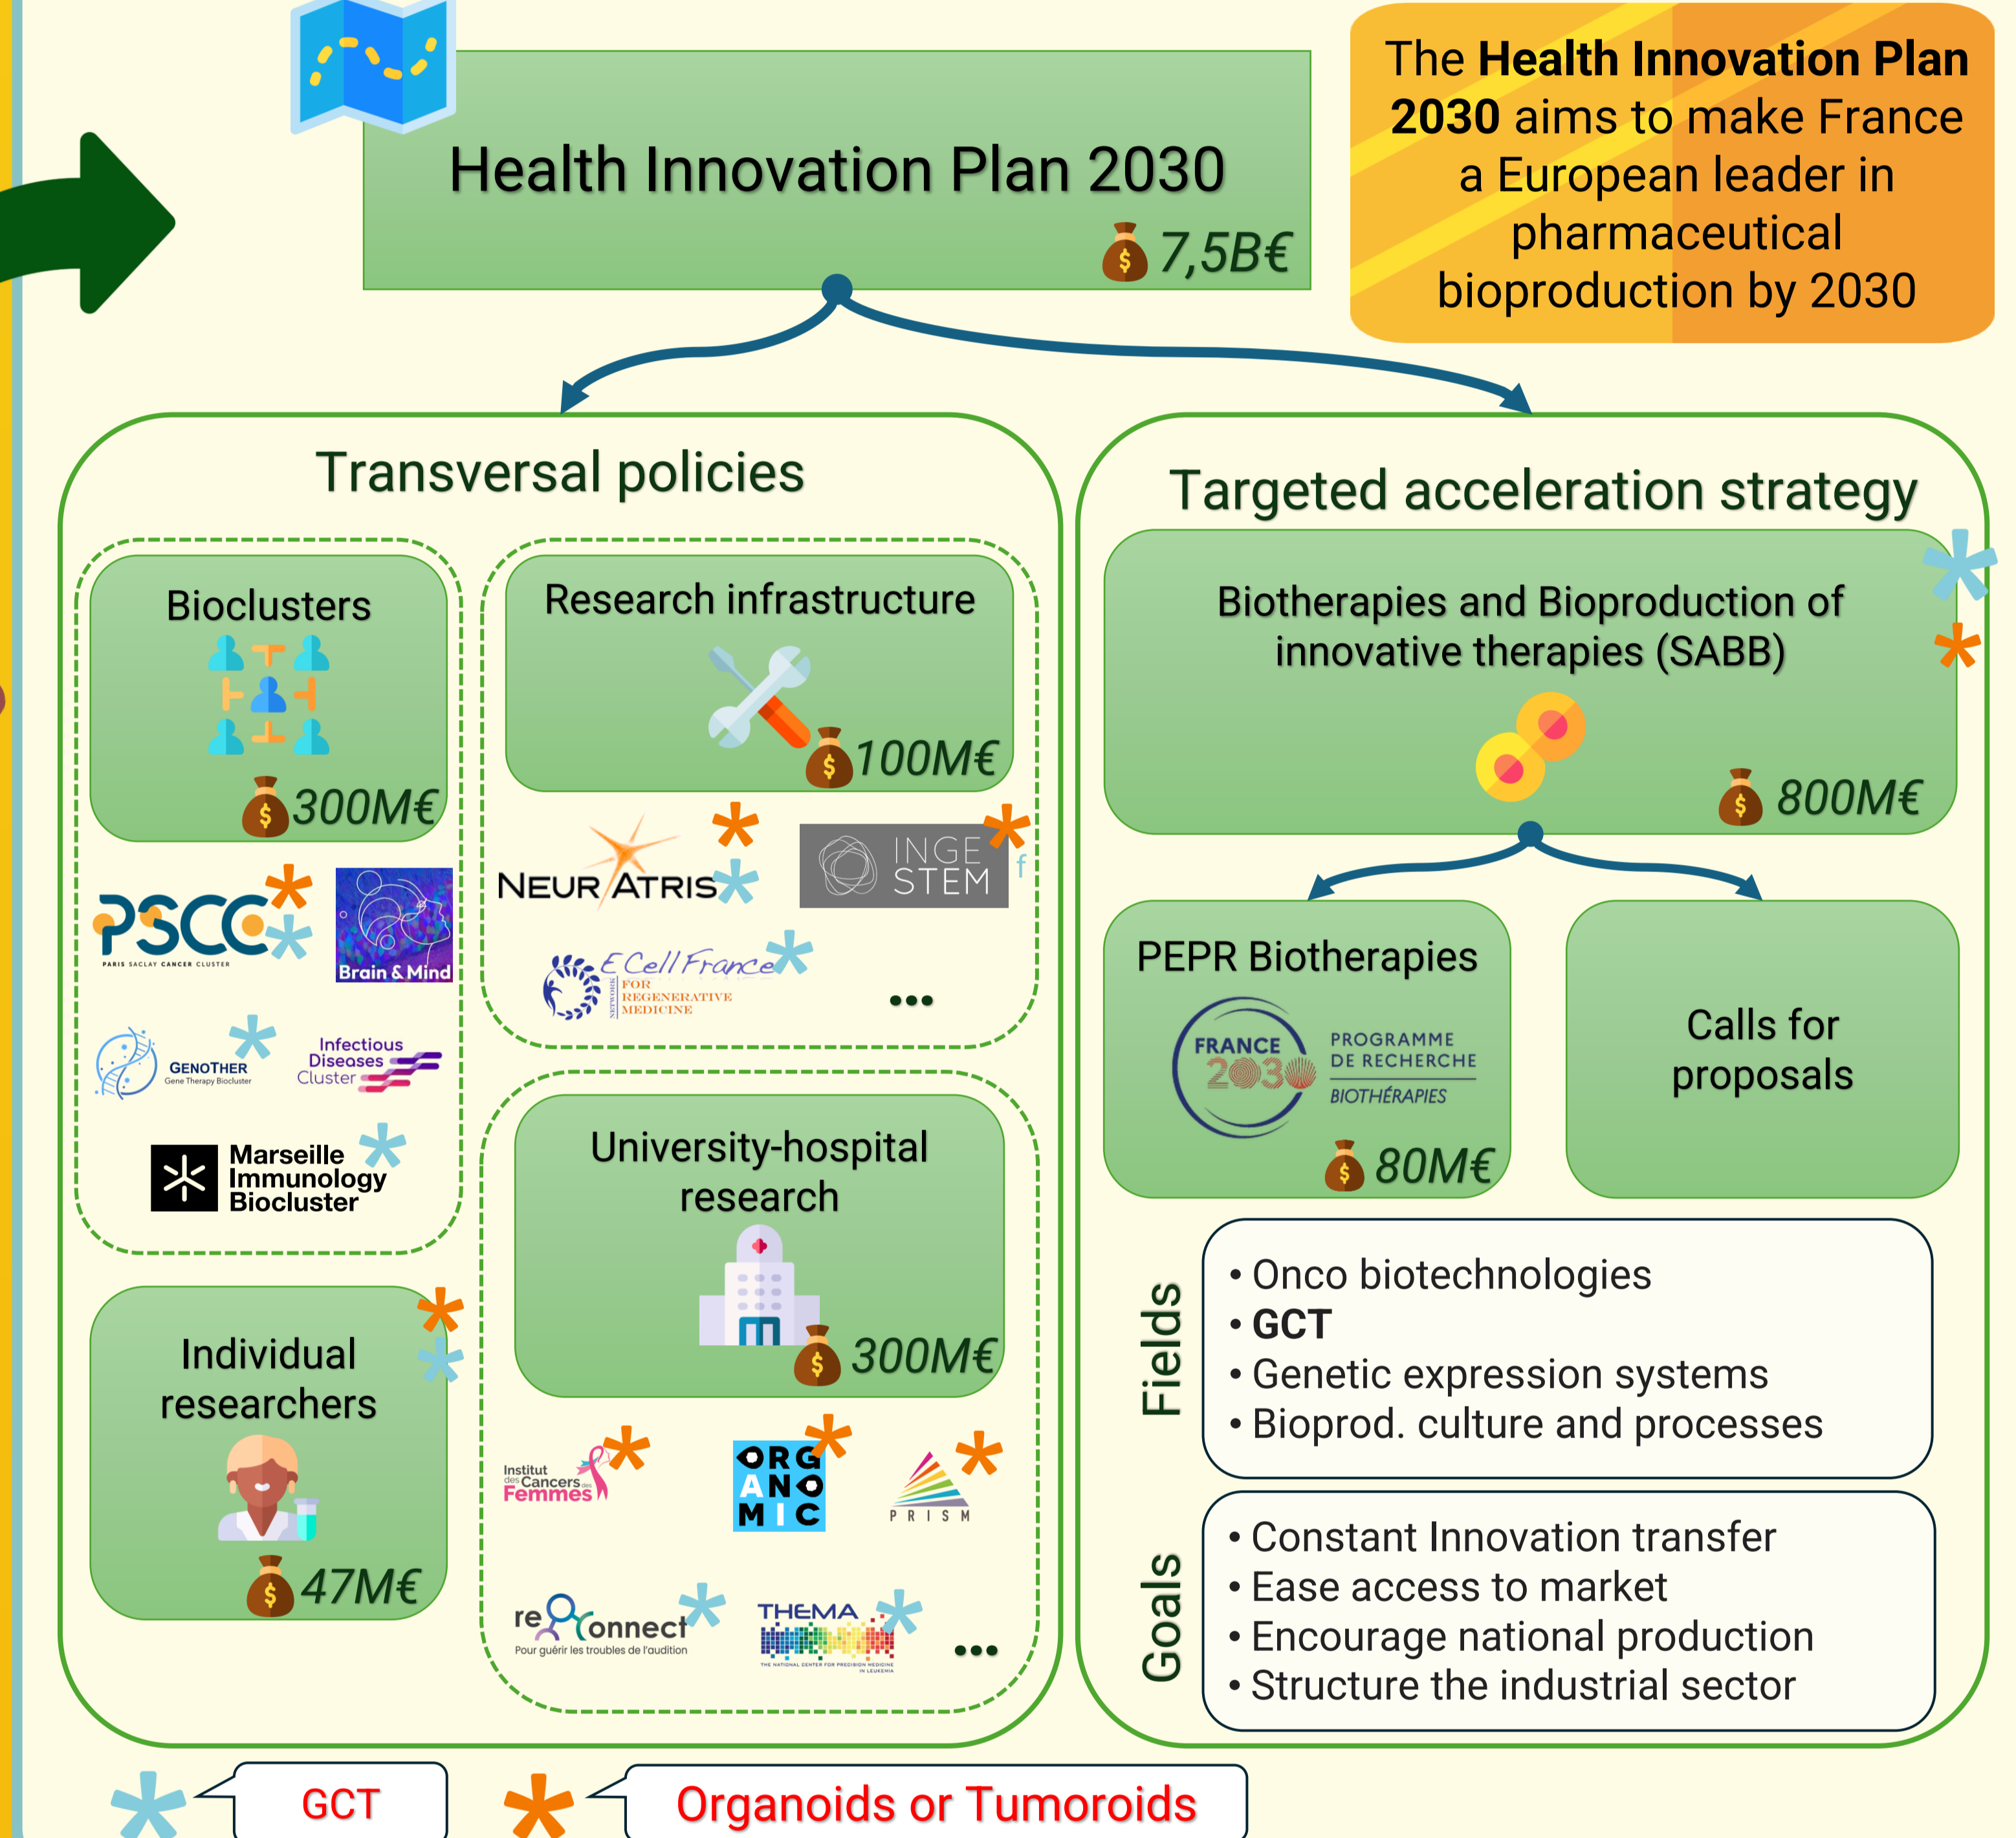 Health Innovation Plan 2030
7,5B€
The Health Innovation Plan
2030 aims to make France
a European leader in
pharmaceutical
bioproduction by 2030
Transversal policies
Bioclusters
300M€
PSCC
PARIS SACLAY CANCER CLUSTER
Brain & Mind
GENOTHER
Gene Therapy Biocluster
Infectious
Diseases
Cluster
Marseille
Immunology
Biocluster
Individual
researchers
47M€
Research infrastructure
100M€
NEURATRIS
INGE
STEM
f
ECellFrance
NETWORK
FOR
REGENERATIVE
MEDICINE
...
University-hospital
research
300M€
Institut
des Cancers des
Femmes
ORG
ANO
MIC
PRISM
reConnect
Pour guérir les troubles de l'audition
THEMA
THE NATIONAL CENTER FOR PRECISION MEDICINE
IN LEUKEMIA
...
Targeted acceleration strategy
Biotherapies and Bioproduction of
innovative therapies (SABB)
800M€
PEPR Biotherapies
FRANCE
2030
PROGRAMME
DE RECHERCHE
BIOTHÉRAPIES
80M€
Calls for
proposals
Fields
• Onco biotechnologies
• GCT
• Genetic expression systems
• Bioprod. culture and processes
Goals
• Constant Innovation transfer
• Ease access to market
• Encourage national production
• Structure the industrial sector
GCT
Organoids or Tumoroids